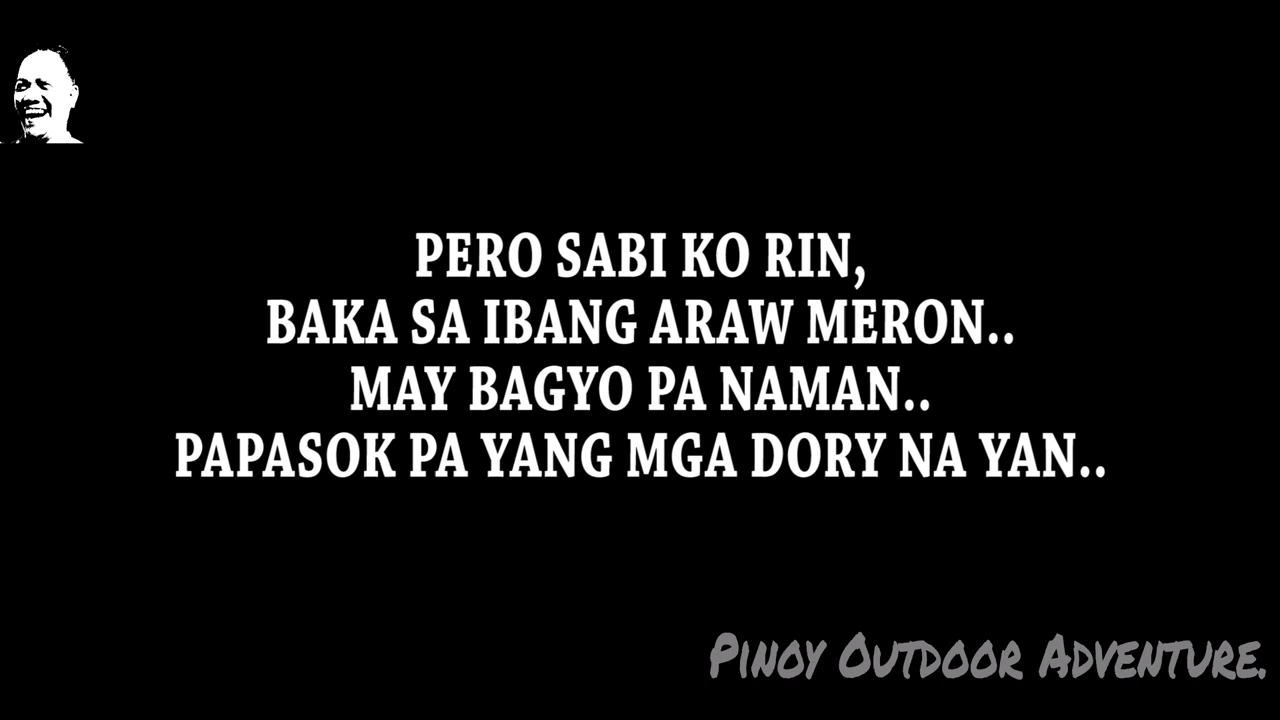 PERO SABI KO RIN,
BAKA SA IBANG ARAW MERON..
MAY BAGYO PA NAMAN..
PAPASOK PA YANG MGA DORY NA YAN..
PINOY OUTDOOR ADVENTURE.